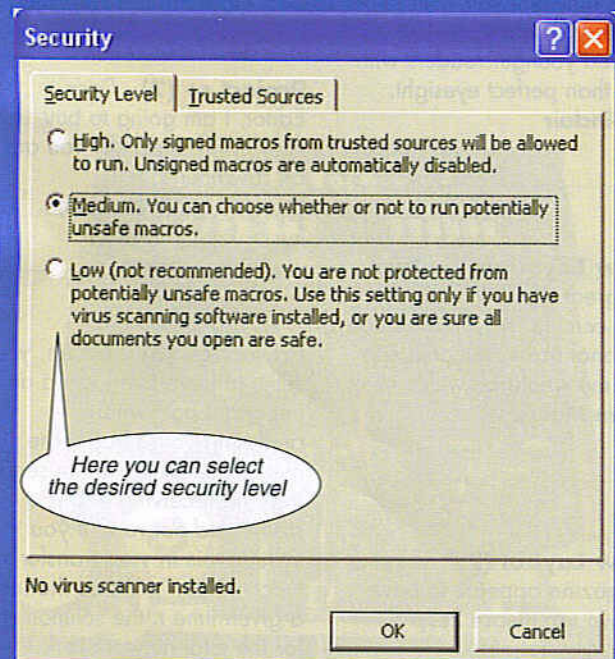 Security
Security Level
Trusted Sources
High. Only signed macros from trusted sources will be allowed
to run. Unsigned macros are automatically disabled.
Medium. You can choose whether or not to run potentially
unsafe macros.
Low (not recommended). You are not protected from
potentially unsafe macros. Use this setting only if you have
virus scanning software installed, or you are sure all
documents you open are safe.
Here you can select
the desired security level
No virus scanner installed.
OK
Cancel